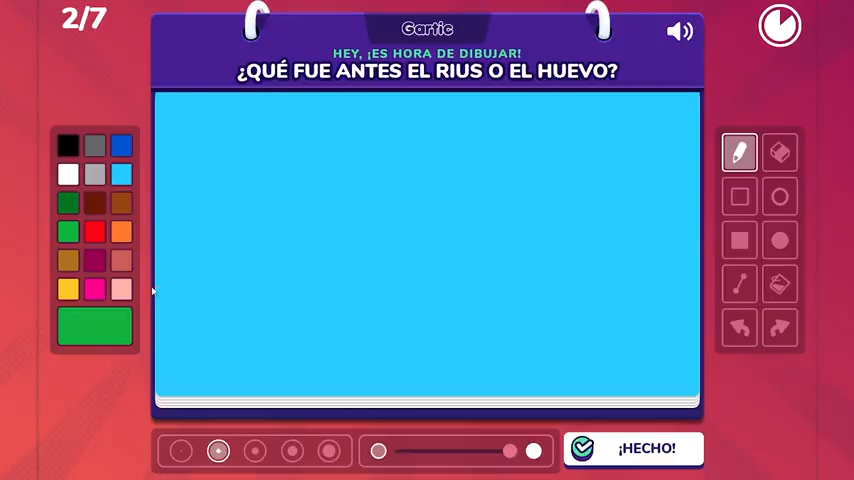 2/7
Gartic
HEY, ¡ES HORA DE DIBUJAR!
¿QUÉ FUE ANTES EL RIUS O EL HUEVO?
¡HECHO!